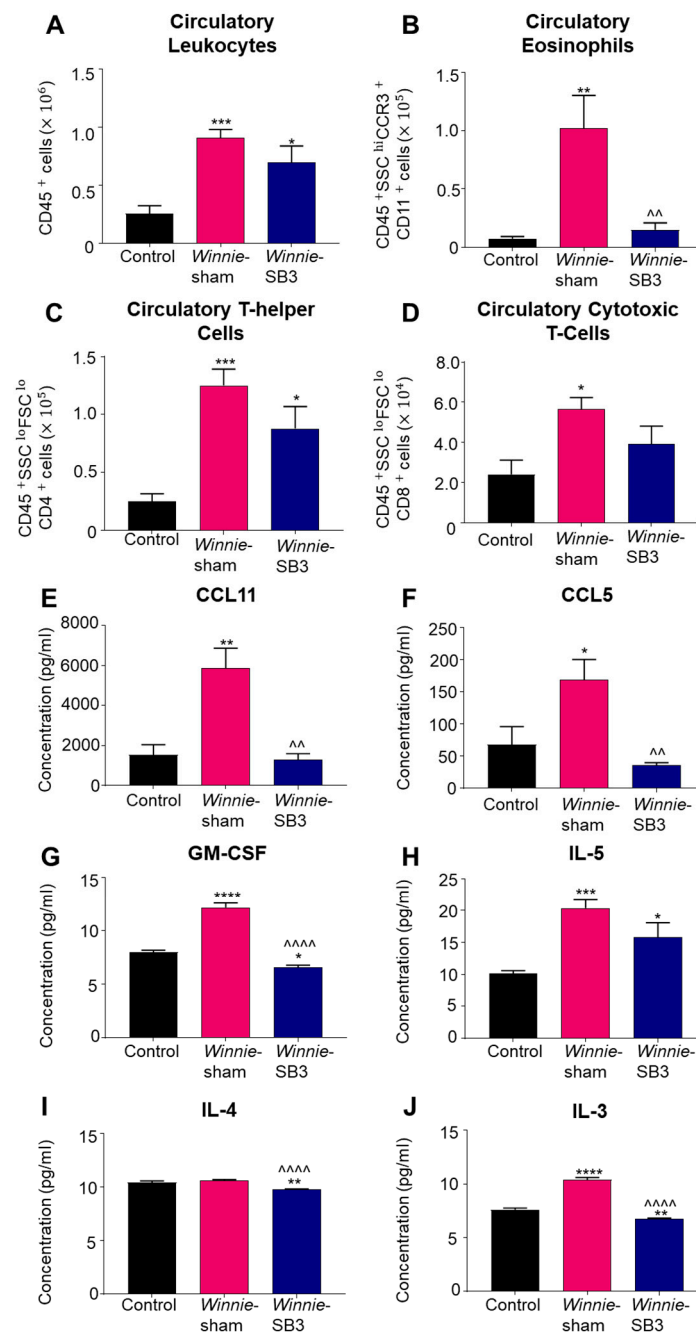 A
Circulatory
Leukocytes
CD45 + cells (× 10⁶)
1.5
1.0
0.5
0
***
*
Control
Winnie-
sham
Winnie-
SB3
B
Circulatory
Eosinophils
CD45 +SSC hiCCR3 +
CD11 + cells (× 10⁵)
1.5
1.0
0.5
0
**
^^
Control
Winnie-
sham
Winnie-
SB3
C
Circulatory T-helper
Cells
CD45 +SSC loFSC lo
CD4 + cells (× 10⁵)
1.5
1.0
0.5
0
***
*
Control
Winnie-
sham
Winnie-
SB3
D
Circulatory Cytotoxic
T-Cells
CD45 +SSC loFSC lo
CD8 + cells (× 10⁴)
8.0
6.0
4.0
2.0
0
*
Control
Winnie-
sham
Winnie-
SB3
E
CCL11
Concentration (pg/ml)
8000
6000
4000
2000
0
**
^^
Control
Winnie-
sham
Winnie-
SB3
F
CCL5
Concentration (pg/ml)
250
200
150
100
50
0
*
^^
Control
Winnie-
sham
Winnie-
SB3
G
GM-CSF
Concentration (pg/ml)
15
10
5
0
****
^^^^
*
Control
Winnie-
sham
Winnie-
SB3
H
IL-5
Concentration (pg/ml)
25
20
15
10
5
0
***
*
Control
Winnie-
sham
Winnie-
SB3
I
IL-4
Concentration (pg/ml)
15
10
5
0
^^^^
**
Control
Winnie-
sham
Winnie-
SB3
J
IL-3
Concentration (pg/ml)
15
10
5
0
****
^^^^
**
Control
Winnie-
sham
Winnie-
SB3